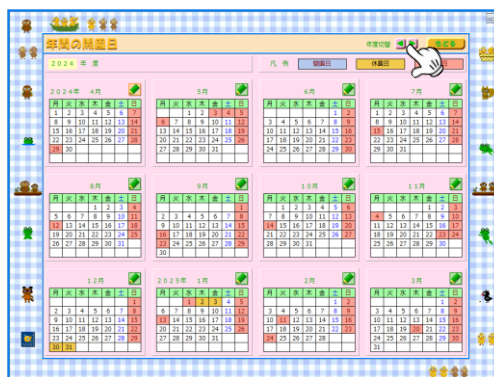 年間の開園日
年度切替
2024 年 度
凡 例 開園日 休園日 日
2024年 4月
月 火 水 木 金 土 日
1 2 3 4 5 6 7
8 9 10 11 12 13 14
15 16 17 18 19 20 21
22 23 24 25 26 27 28
29 30
5月
月 火 水 木 金 土 日
1 2 3 4 5
6 7 8 9 10 11 12
13 14 15 16 17 18 19
20 21 22 23 24 25 26
27 28 29 30 31
6月
月 火 水 木 金 土 日
1 2
3 4 5 6 7 8 9
10 11 12 13 14 15 16
17 18 19 20 21 22 23
24 25 26 27 28 29 30
7月
月 火 水 木 金 土 日
1 2 3 4 5 6 7
8 9 10 11 12 13 14
15 16 17 18 19 20 21
22 23 24 25 26 27 28
29 30 31
8月
月 火 水 木 金 土 日
1 2 3 4
5 6 7 8 9 10 11
12 13 14 15 16 17 18
19 20 21 22 23 24 25
26 27 28 29 30 31
9月
月 火 水 木 金 土 日
1
2 3 4 5 6 7 8
9 10 11 12 13 14 15
16 17 18 19 20 21 22
23 24 25 26 27 28 29
30
10月
月 火 水 木 金 土 日
1 2 3 4 5 6
7 8 9 10 11 12 13
14 15 16 17 18 19 20
21 22 23 24 25 26 27
28 29 30 31
11月
月 火 水 木 金 土 日
1 2 3
4 5 6 7 8 9 10
11 12 13 14 15 16 17
18 19 20 21 22 23 24
25 26 27 28 29 30
12月
月 火 水 木 金 土 日
1
2 3 4 5 6 7 8
9 10 11 12 13 14 15
16 17 18 19 20 21 22
23 24 25 26 27 28 29
30 31
2025年 1月
月 火 水 木 金 土 日
1 2 3 4 5
6 7 8 9 10 11 12
13 14 15 16 17 18 19
20 21 22 23 24 25 26
27 28 29 30 31
2月
月 火 水 木 金 土 日
1 2
3 4 5 6 7 8 9
10 11 12 13 14 15 16
17 18 19 20 21 22 23
24 25 26 27 28
3月
月 火 水 木 金 土 日
1 2
3 4 5 6 7 8 9
10 11 12 13 14 15 16
17 18 19 20 21 22 23
24 25 26 27 28 29 30
31